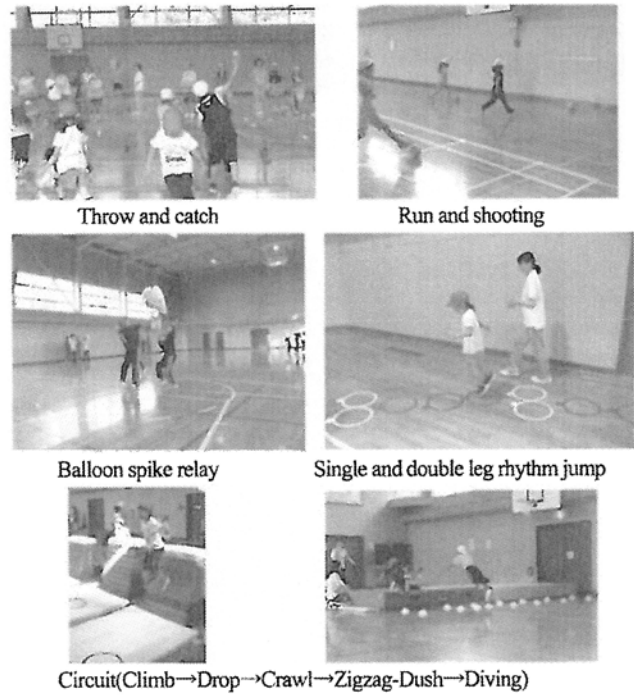 Throw and catch
Run and shooting
Balloon spike relay
Single and double leg rhythm jump
Circuit(Climb→Drop→Crawl→Zigzag-Dush→Diving)